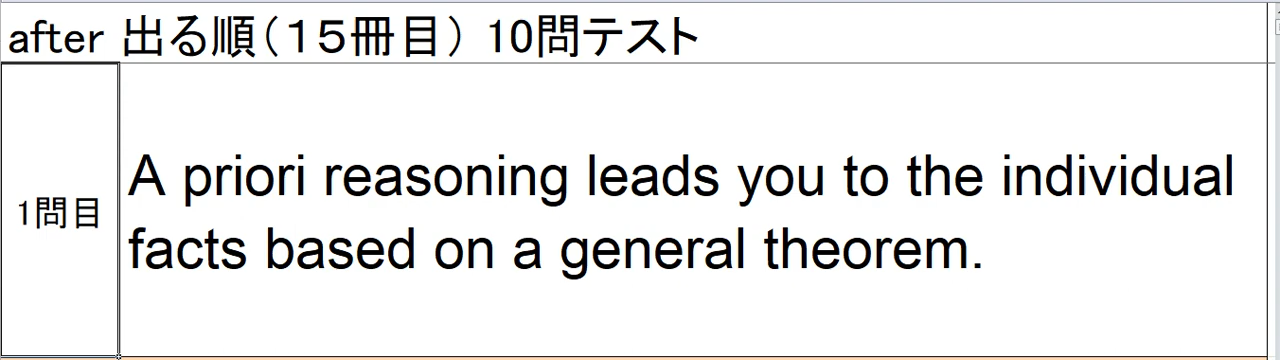 after 出る順（１５冊目） 10問テスト
1問目
A priori reasoning leads you to the individual
facts based on a general theorem.